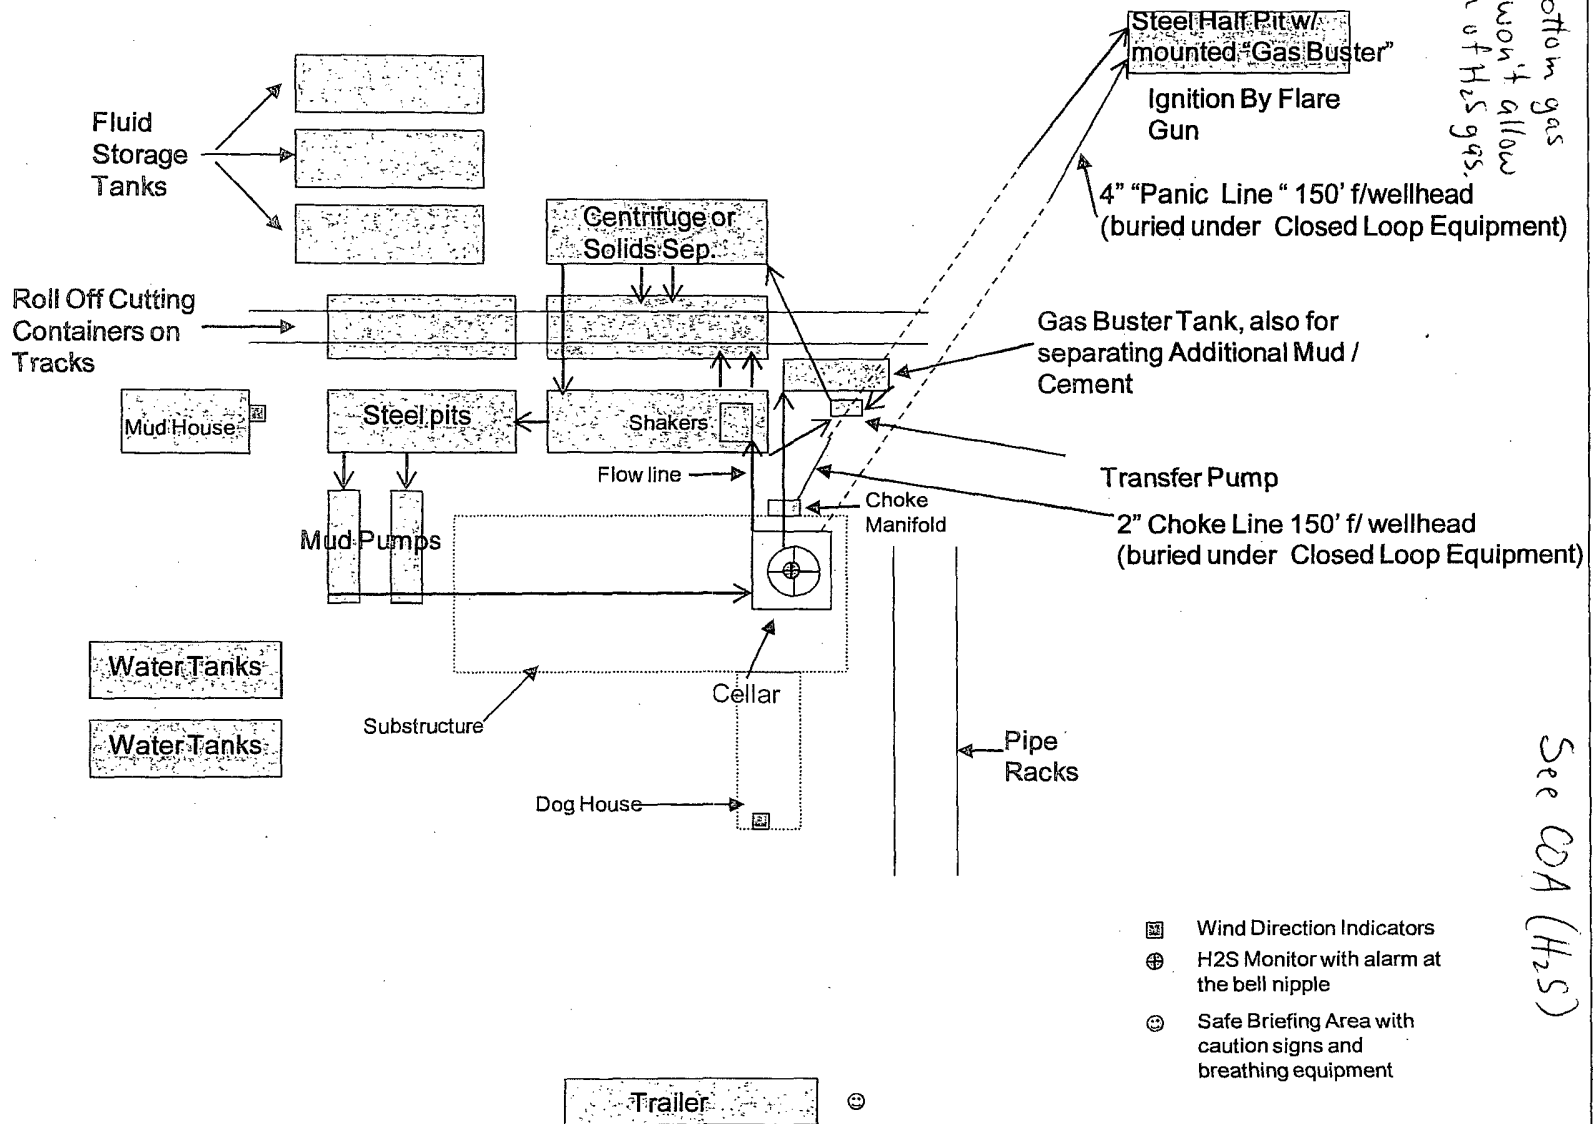 Steel Half Pit w/
mounted “Gas Buster”
Ignition By Flare
Gun
4” “Panic Line “ 150’ f/wellhead
(buried under Closed Loop Equipment)
Fluid
Storage
Tanks
Centrifuge or
Solids Sep.
Roll Off Cutting
Containers on
Tracks
Gas Buster Tank, also for
separating Additional Mud /
Cement
Mud House
Steel pits
Shakers
Flow line
Transfer Pump
Choke
Manifold
2” Choke Line 150’ f/ wellhead
(buried under Closed Loop Equipment)
Mud Pumps
Water Tanks
Water Tanks
Substructure
Cellar
Pipe
Racks
Dog House
Wind Direction Indicators
H2S Monitor with alarm at
the bell nipple
Safe Briefing Area with
caution signs and
breathing equipment
Trailer
gas
won't allow
of H2S gas.
See COA (H2S)